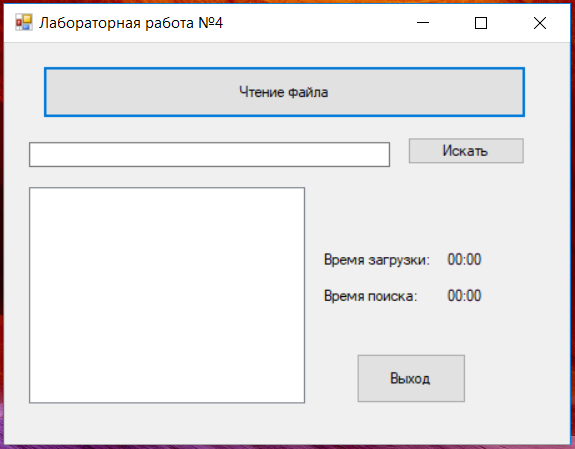 Лабораторная работа №4
Чтение файла
Искать
Время загрузки: 00:00
Время поиска: 00:00
Выход